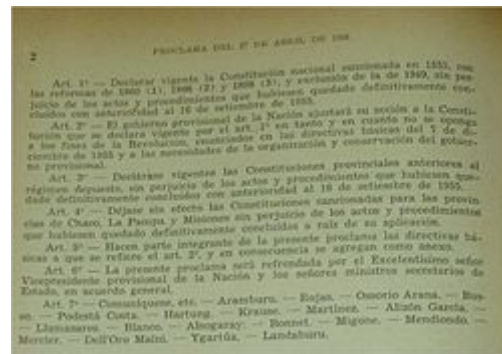 2
PROCLAMA DEL 27 DE ABRIL DE 1956
Art. 1º — Declarar vigente la Constitución nacional sancionada en 1853, con
las reformas de 1860 (1), 1866 (2) y 1898 (3), y exclusión de la de 1949, sin per-
juicio de los actos y procedimientos que hubiesen quedado definitivamente con-
cluídos con anterioridad al 16 de setiembre de 1955.
Art. 2º — El gobierno provisional de la Nación ajustará su acción a la Consti-
tución que se declara vigente por el art. 1º en tanto y en cuanto no se oponga
a los fines de la Revolución, enunciados en las directivas básicas del 7 de di-
ciembre de 1955 y a las necesidades de la organización y conservación del gobier-
no provisional.
Art. 3º — Decláranse vigentes las Constituciones provinciales anteriores al
régimen depuesto, sin perjuicio de los actos y procedimientos que hubiesen que-
dado definitivamente concluídos con anterioridad al 16 de setiembre de 1955.
Art. 4º — Déjase sin efecto las Constituciones sancionadas para las provin-
cias de Chaco, La Pampa y Misiones sin perjuicio de los actos y procedimientos
que hubiesen quedado definitivamente concluídos a raíz de su aplicación.
Art. 5º — Hacen parte integrante de la presente proclama las directivas bá-
sicas a que se refiere el art. 2º, y en consecuencia se agregan como anexo.
Art. 6º — La presente proclama será refrendada por el Excelentísimo señor
Vicepresidente provisional de la Nación y los señores ministros secretarios de
Estado, en acuerdo general.
Art. 7º — Comuníquese, etc. — Aramburu. — Rojas. — Ossorio Arana. — Bus-
so. — Podestá Costa. — Hartung. — Krause. — Martínez. — Alizón García. —
— Llamazares. — Blanco. — Alsogaray. — Bonnet. — Migone. — Mendiondo. —
Mercier. — Dell'Oro Maini. — Ygartúa. — Landaburu.